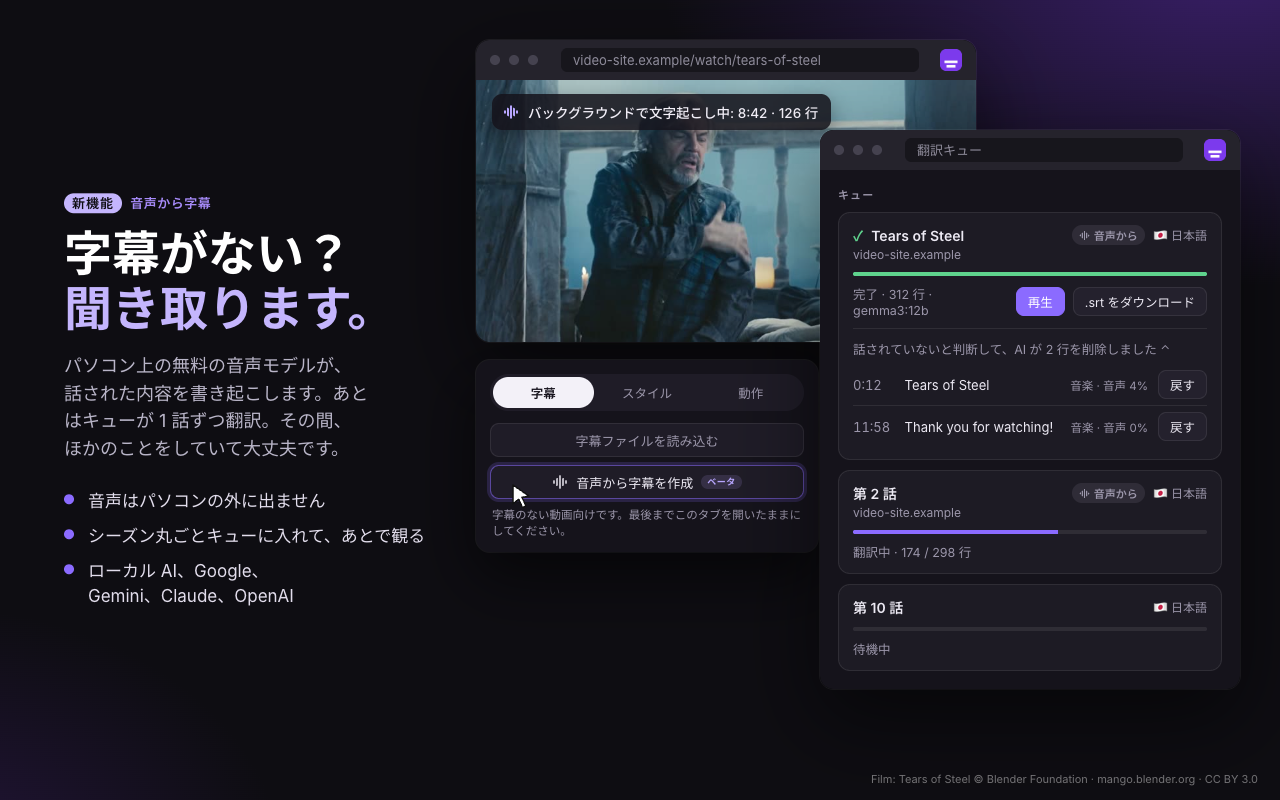 新機能 音声から字幕
字幕がない？
聞き取ります。
パソコン上の無料の音声モデルが、
話された内容を書き起こします。あと
はキューが 1 話ずつ翻訳。その間、
ほかのことをしていて大丈夫です。
音声はパソコンの外に出ません
シーズン丸ごとキューに入れて、あとで観る
ローカル AI、Google、
Gemini、Claude、OpenAI
video-site.example/watch/tears-of-steel
バックグラウンドで文字起こし中: 8:42 · 126 行
字幕 スタイル 動作
字幕ファイルを読み込む
音声から字幕を作成 ベータ
字幕のない動画向けです。最後までこのタブを開いたままに
してください。
翻訳キュー
キュー
✓ Tears of Steel 音声から 🇯🇵 日本語
video-site.example
完了 · 312 行 ·
gemma3:12b
再生 .srt をダウンロード
話されていないと判断して、AI が 2 行を削除しました ^
0:12 Tears of Steel 音楽 · 音声 4% 戻す
11:58 Thank you for watching! 音楽 · 音声 0% 戻す
第 2 話 音声から 🇯🇵 日本語
video-site.example
翻訳中 · 174 / 298 行
第 10 話 🇯🇵 日本語
待機中
Film: Tears of Steel © Blender Foundation · mango.blender.org · CC BY 3.0